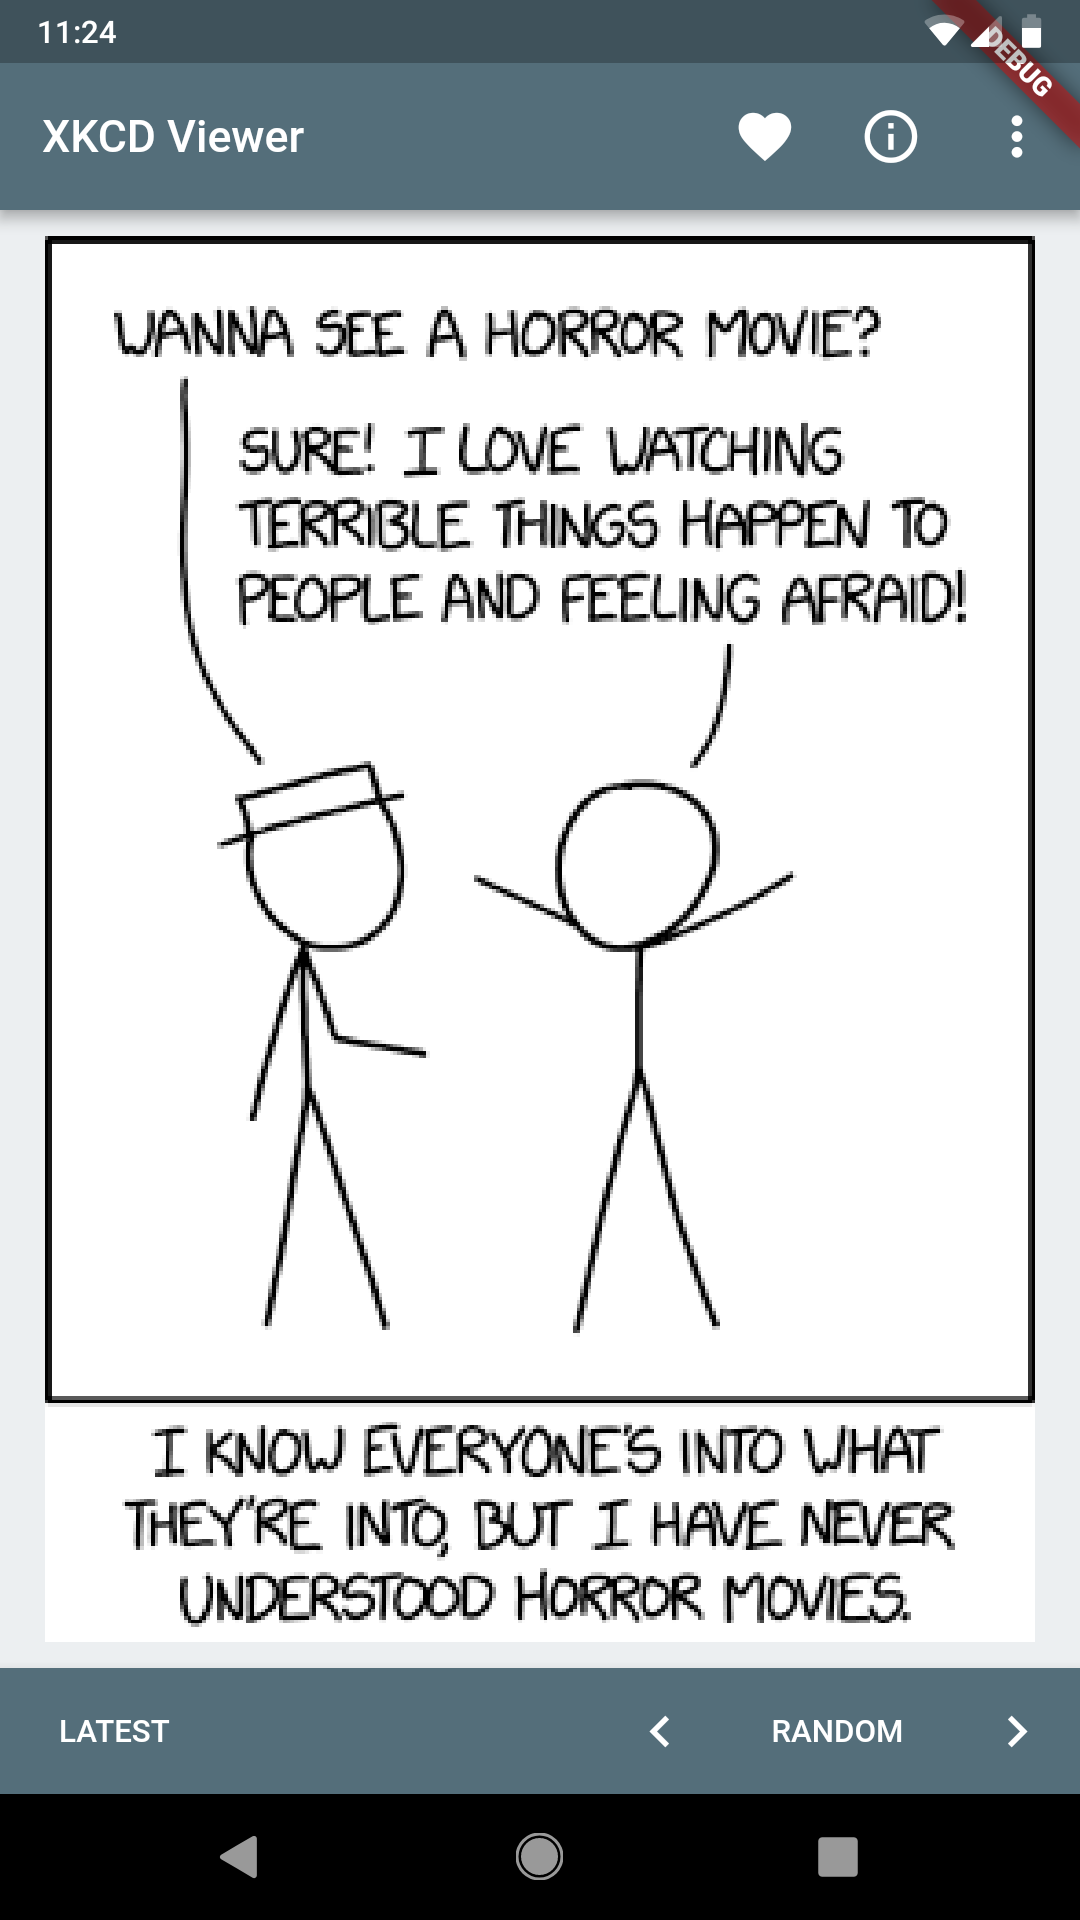 11:24
DEBUG
XKCD Viewer
WANNA SEE A HORROR MOVIE?
SURE! I LOVE WATCHING
TERRIBLE THINGS HAPPEN TO
PEOPLE AND FEELING AFRAID!
I KNOW EVERYONE'S INTO WHAT
THEY'RE INTO, BUT I HAVE NEVER
UNDERSTOOD HORROR MOVIES.
LATEST
RANDOM